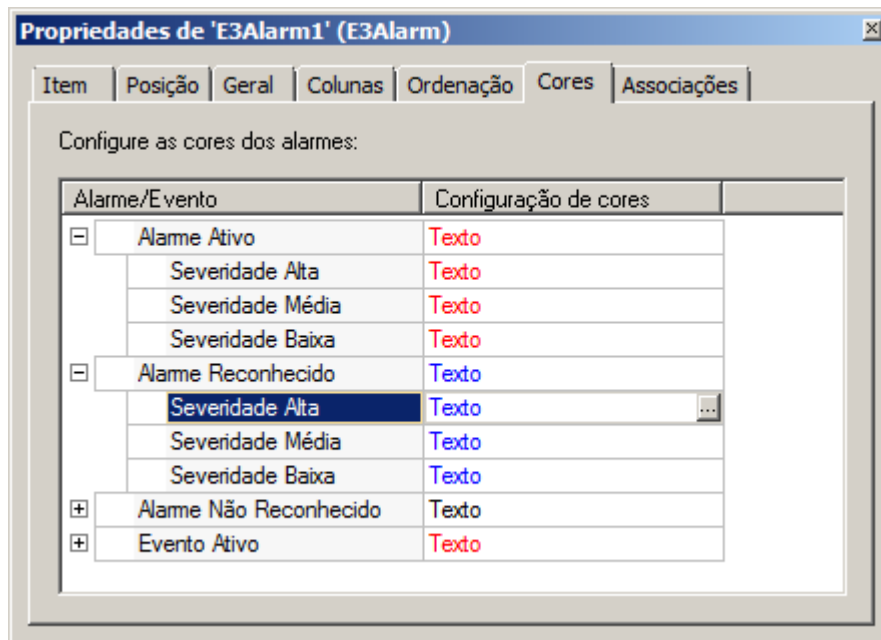 Propriedades de 'E3Alarm1' (E3Alarm)
Item Posição Geral Colunas Ordenação Cores Associações
Configure as cores dos alarmes:
Alarme/Evento Configuração de cores
Alarme Ativo Texto
Severidade Alta Texto
Severidade Média Texto
Severidade Baixa Texto
Alarme Reconhecido Texto
Severidade Alta Texto ...
Severidade Média Texto
Severidade Baixa Texto
Alarme Não Reconhecido Texto
Evento Ativo Texto